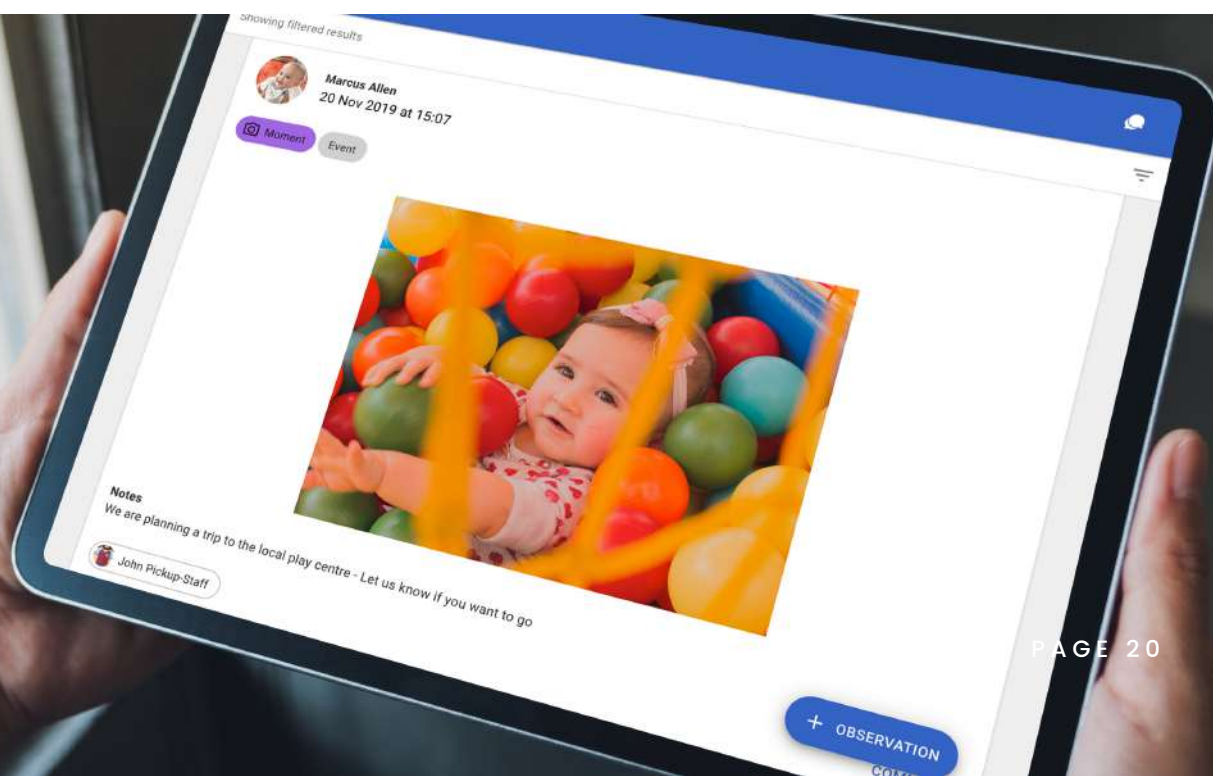 Showing filtered results
Marcus Allen
20 Nov 2019 at 15:07
Moment
Event
Notes
We are planning a trip to the local play centre - Let us know if you want to go
John Pickup-Staff
PAGE 20
+ OBSERVATION